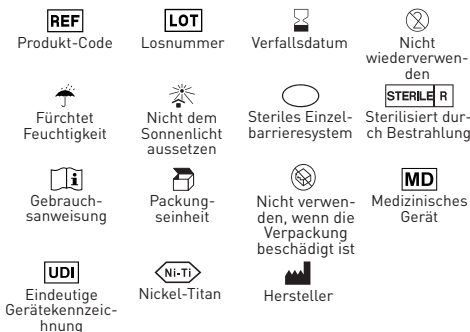 REF LOT
Produkt-Code Losnummer Verfallsdatum Nicht
wiederverwen-
den
STERILE R
Fürchtet
Feuchtigkeit
Nicht dem
Sonnenlicht
aussetzen
Steriles Einzel-
barrieresystem
Sterilisiert dur-
ch Bestrahlung
i
MD
Gebrauch-
sanweisung
Packung-
seinheit
Nicht verwen-
den, wenn die
Verpackung
beschädigt ist
Medizinisches
Gerät
UDI
Ni-Ti
Eindeutige
Gerätekennzeic-
hnung
Nickel-Titan
Hersteller